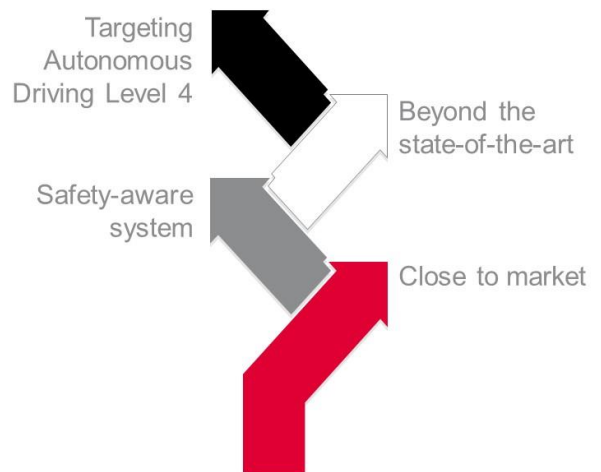 Targeting
Autonomous
Driving Level 4
Beyond the
state-of-the-art
Safety-aware
system
Close to market